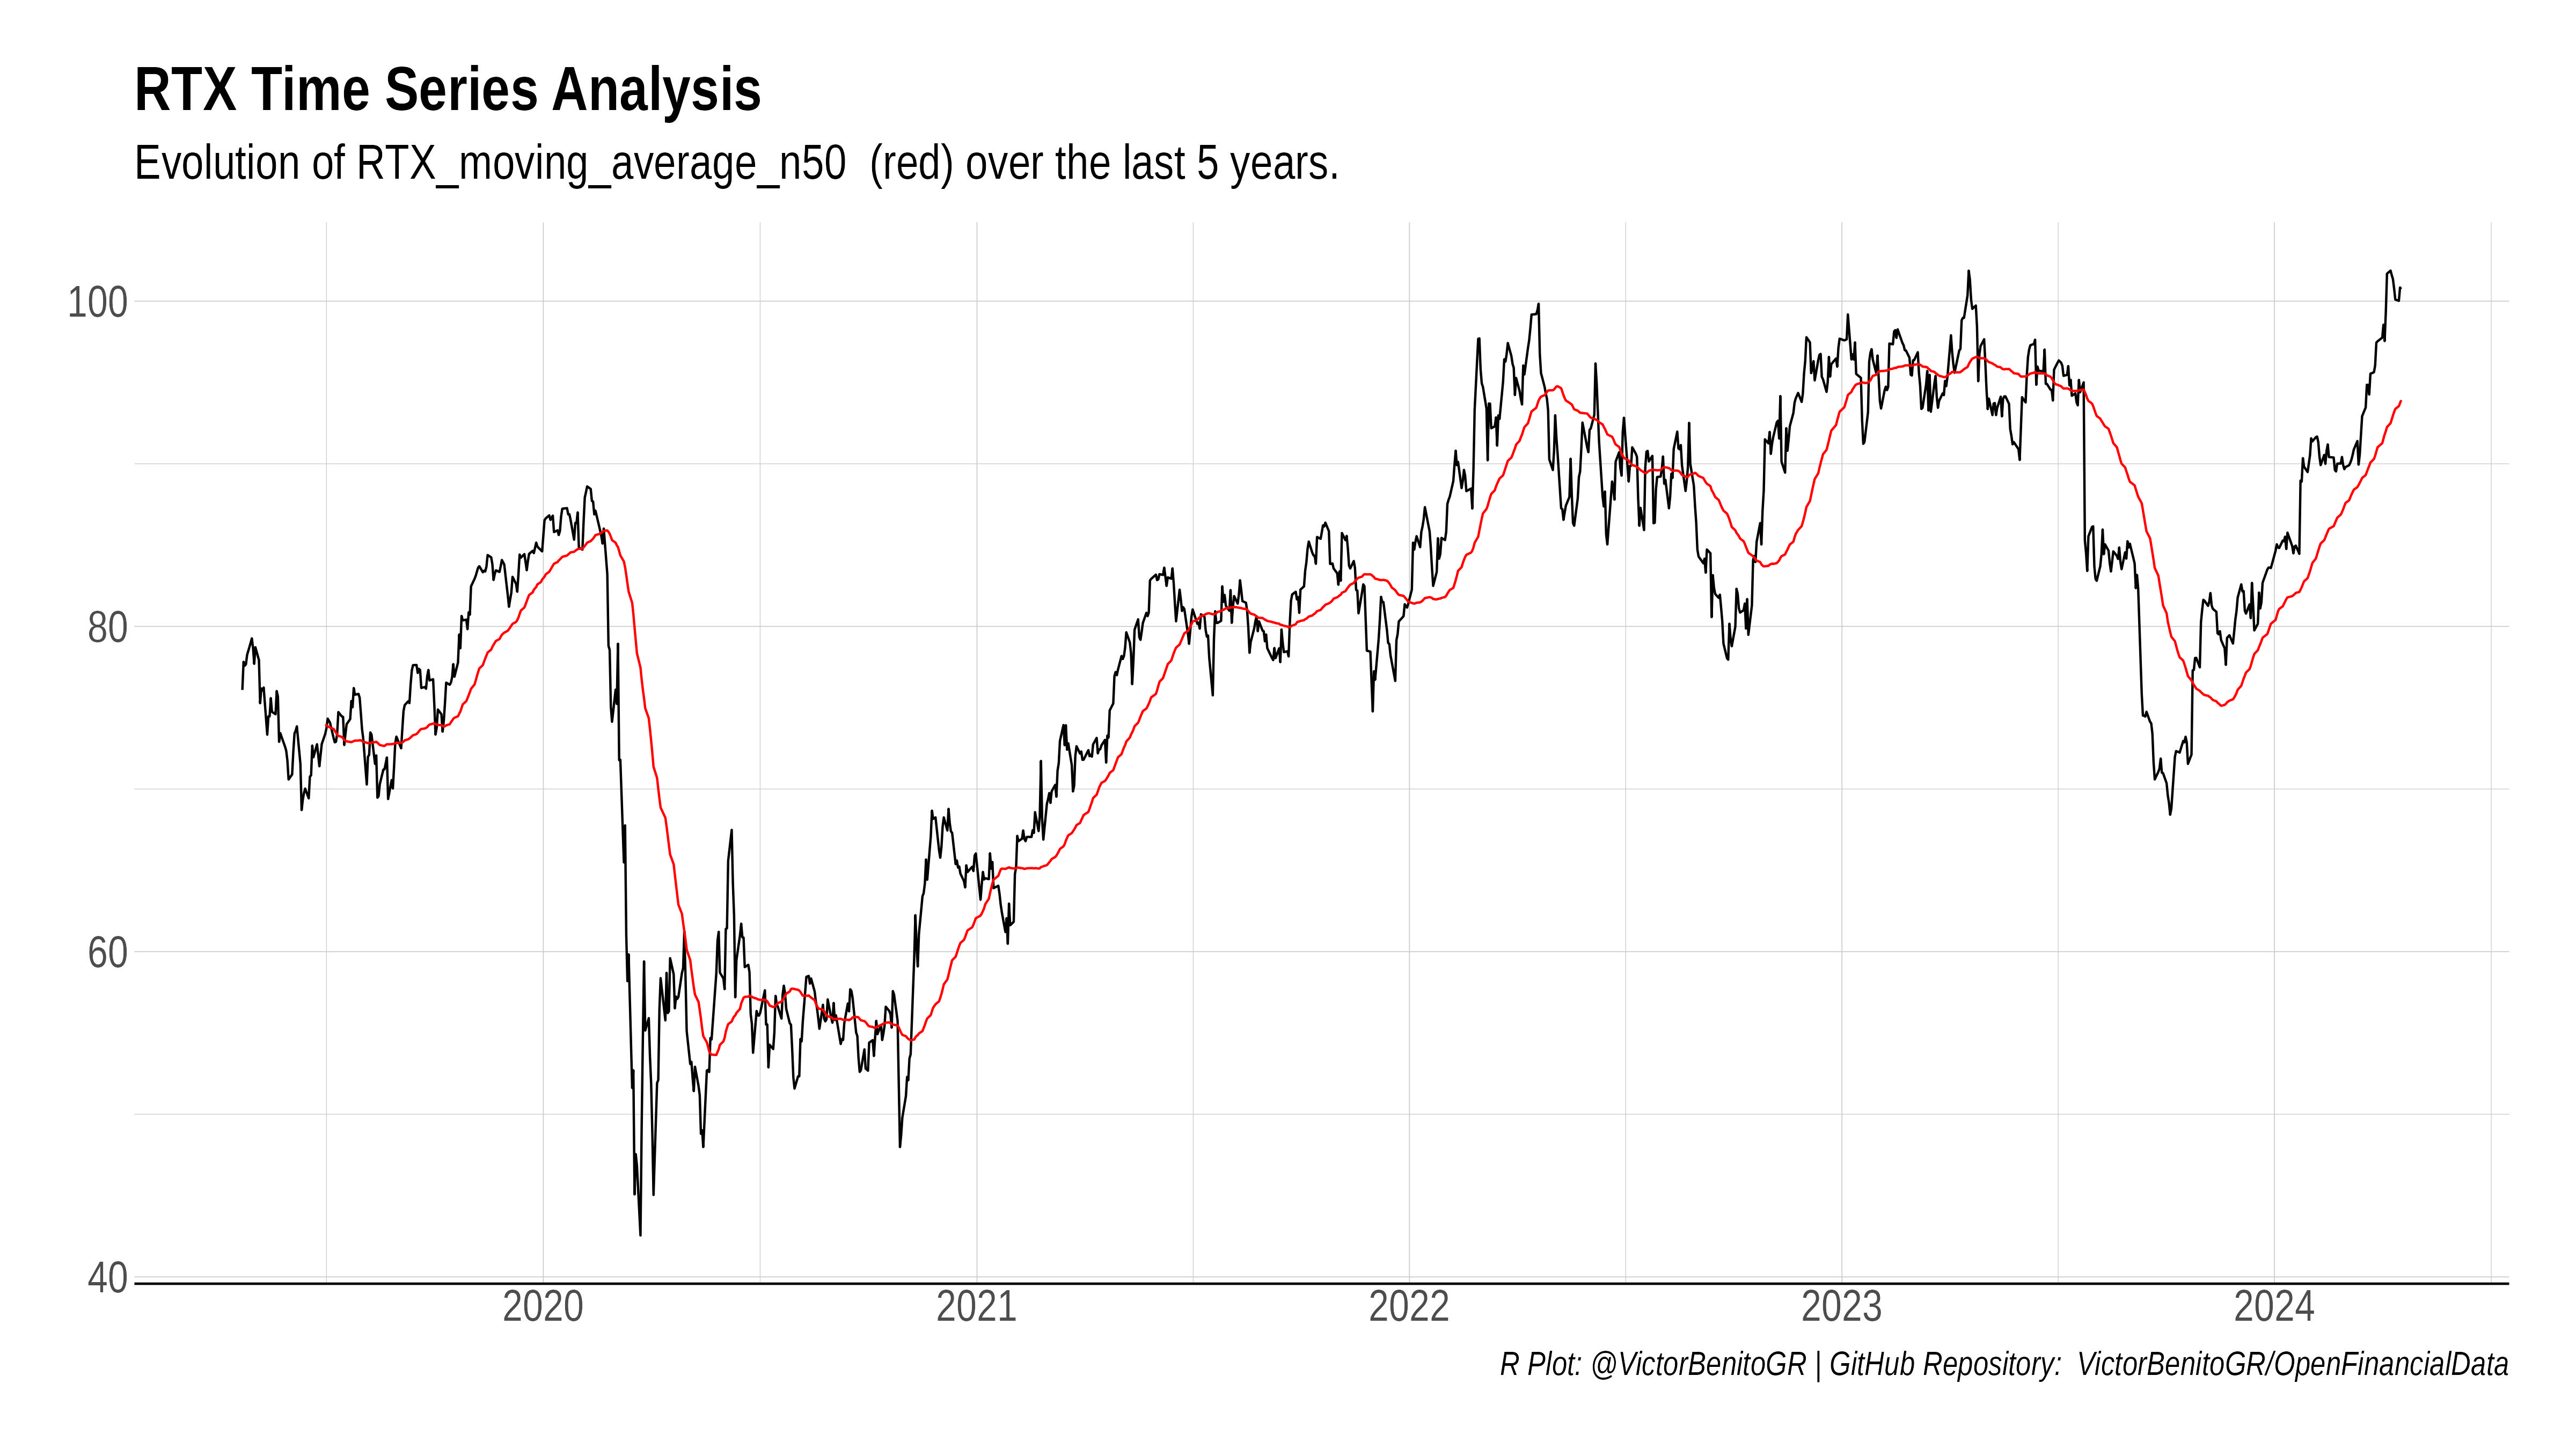 RTX Time Series Analysis
Evolution of RTX_moving_average_n50  (red) over the last 5 years.
100
80
60
40
2020 2021 2022 2023 2024
R Plot: @VictorBenitoGR | GitHub Repository:  VictorBenitoGR/OpenFinancialData